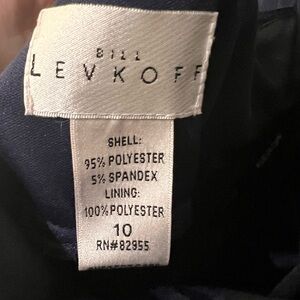 BILL
LEVKOFF
SHELL:
95% POLYESTER
5% SPANDEX
LINING:
100% POLYESTER
10
RN#82955